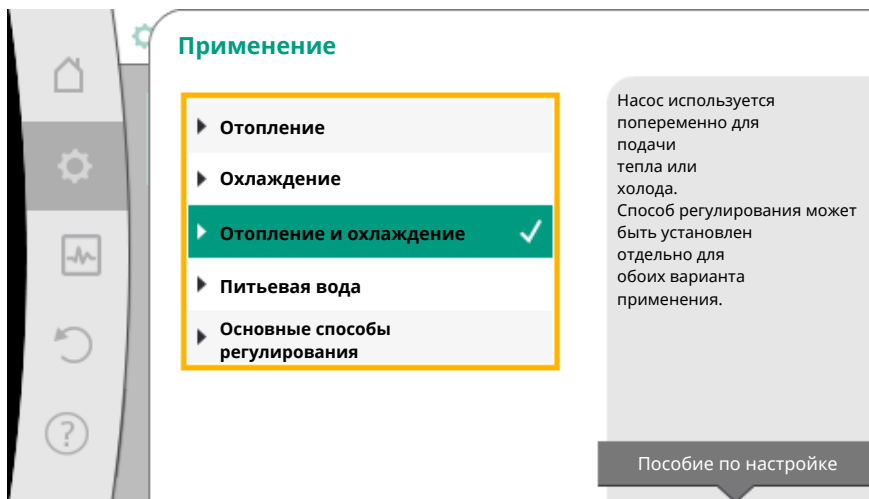 Применение
Отопление
Охлаждение
Отопление и охлаждение
Питьевая вода
Основные способы
регулирования
Насос используется
попеременно для
подачи
тепла или
холода.
Способ регулирования может
быть установлен
отдельно для
обоих варианта
применения.
Пособие по настройке